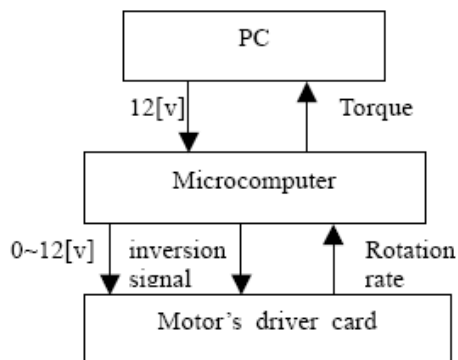 PC
12[v]
Torque
Microcomputer
0~12[v]
inversion
signal
Rotation
rate
Motor's driver card